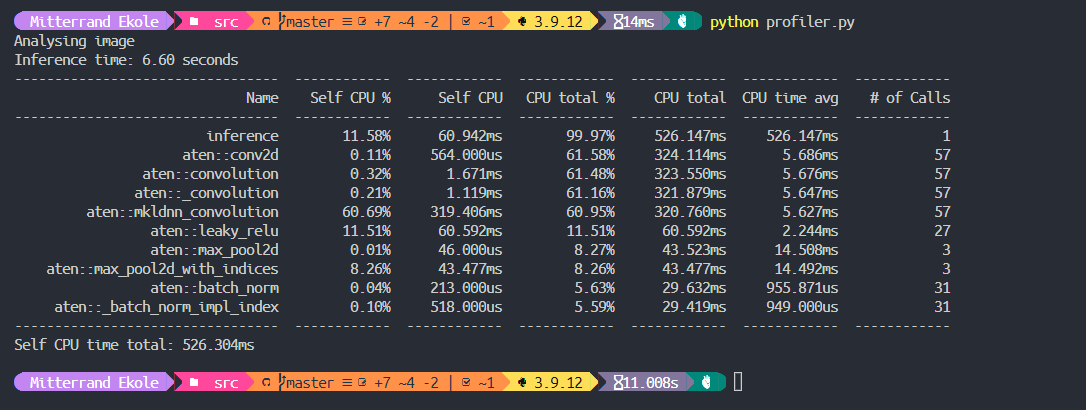 Mitterrand Ekole src master ≡ +7 ~4 -2 | ~1 3.9.12 14ms python profiler.py
Analysing image
Inference time: 6.60 seconds
--------------------------------- ------------ ------------ ------------ ------------ ------------ ------------
Name Self CPU % Self CPU CPU total % CPU total CPU time avg # of Calls
--------------------------------- ------------ ------------ ------------ ------------ ------------ ------------
inference 11.58% 60.942ms 99.97% 526.147ms 526.147ms 1
aten::conv2d 0.11% 564.000us 61.58% 324.114ms 5.686ms 57
aten::convolution 0.32% 1.671ms 61.48% 323.550ms 5.676ms 57
aten::_convolution 0.21% 1.119ms 61.16% 321.879ms 5.647ms 57
aten::mkldnn_convolution 60.69% 319.406ms 60.95% 320.760ms 5.627ms 57
aten::leaky_relu 11.51% 60.592ms 11.51% 60.592ms 2.244ms 27
aten::max_pool2d 0.01% 46.000us 8.27% 43.523ms 14.508ms 3
aten::max_pool2d_with_indices 8.26% 43.477ms 8.26% 43.477ms 14.492ms 3
aten::batch_norm 0.04% 213.000us 5.63% 29.632ms 955.871us 31
aten::_batch_norm_impl_index 0.10% 518.000us 5.59% 29.419ms 949.000us 31
--------------------------------- ------------ ------------ ------------ ------------ ------------ ------------
Self CPU time total: 526.304ms
Mitterrand Ekole src master ≡ +7 ~4 -2 | ~1 3.9.12 11.008s